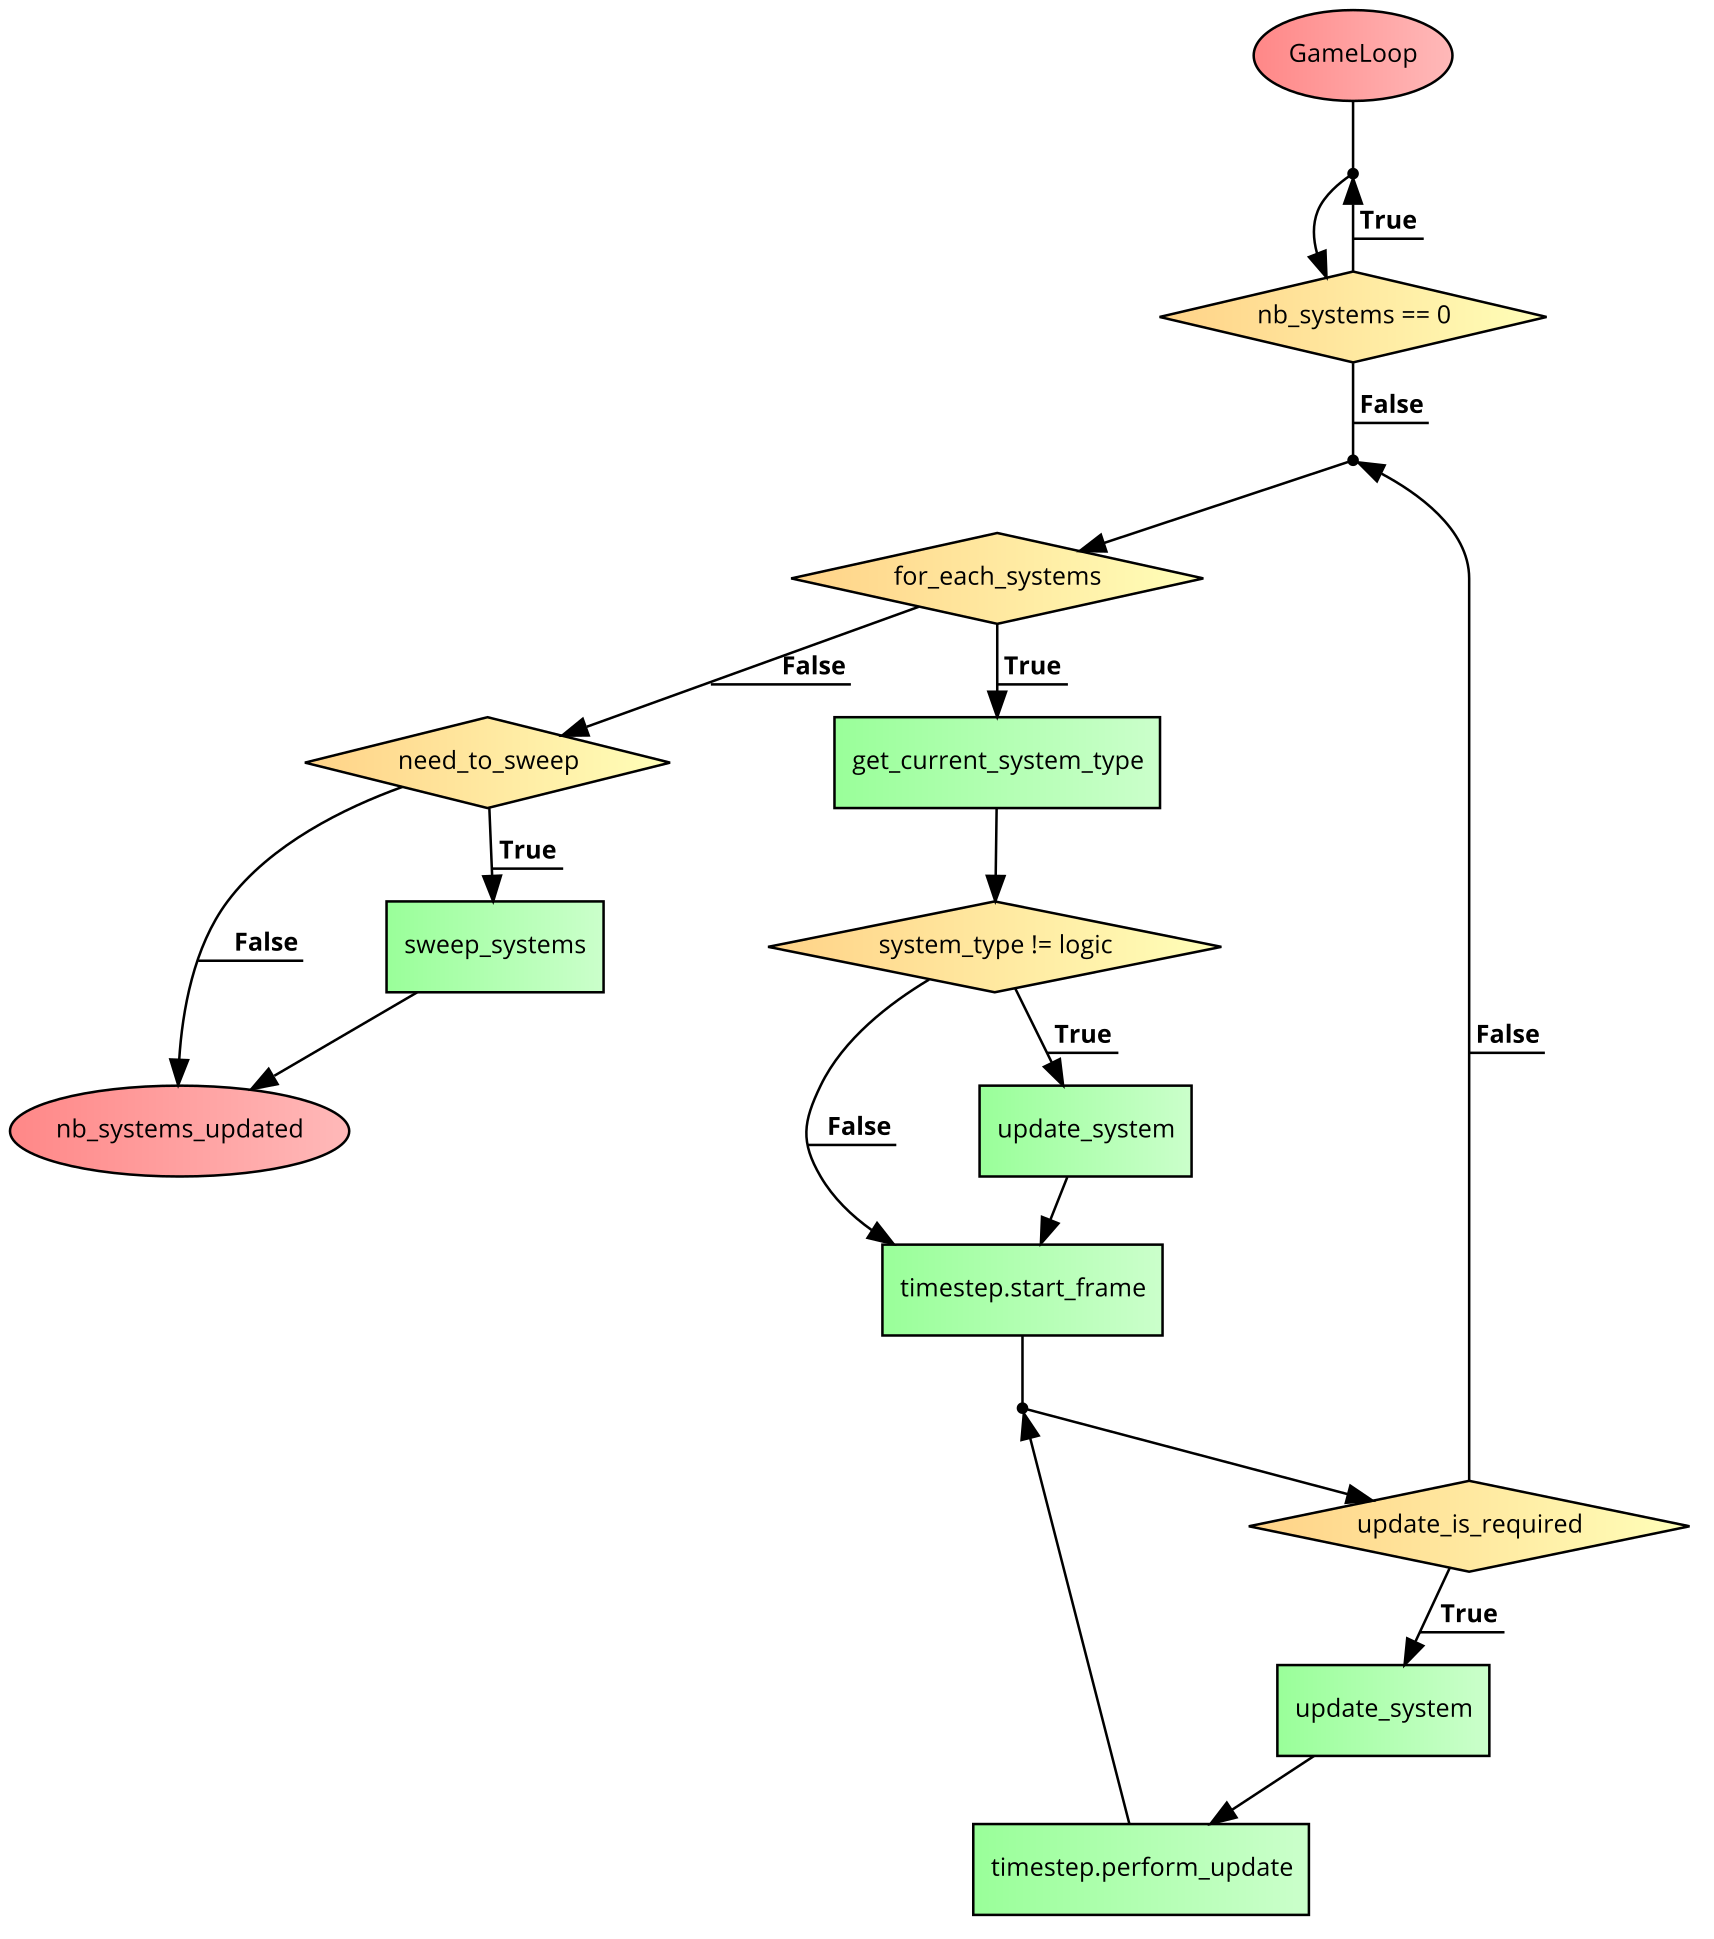 GameLoop
True
nb_systems == 0
False
for_each_systems
False
True
need_to_sweep
get_current_system_type
True
False
sweep_systems
system_type != logic
True
False
False
nb_systems_updated
update_system
False
timestep.start_frame
update_is_required
True
update_system
timestep.perform_update